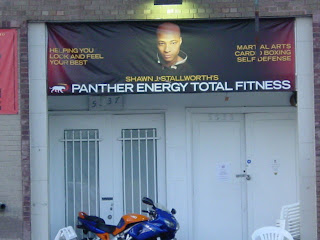 HELPING YOU
LOOK AND FEEL
YOUR BEST
MARTIAL ARTS
CARDIO BOXING
SELF DEFENSE
SHAWN J. STALLWORTH'S
PANTHER ENERGY TOTAL FITNESS